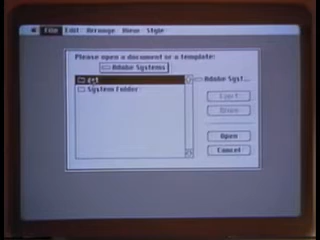 File Edit Arrange View Style
Please open a document or a template:
Adobe Systems
art
System Folder
Adobe Syst...
Eject
Drive
Open
Cancel